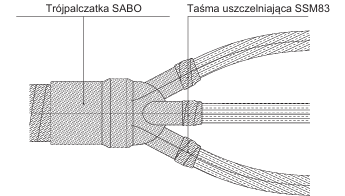 Trójpalczatka SABO
Taśma uszczelniająca SSM83